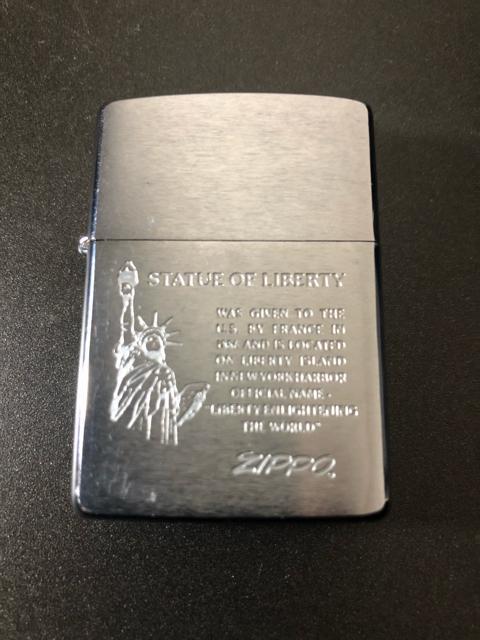 STATUE OF LIBERTY
WAS GIVEN TO THE
U.S. BY FRANCE IN
AND IS LOCATED
ON LIBERTY ISLAND
IN NEW YORK HARBOR
OFFICIAL NAME -
"LIBERTY ENLIGHTENING
THE WORLD"
ZIPPO